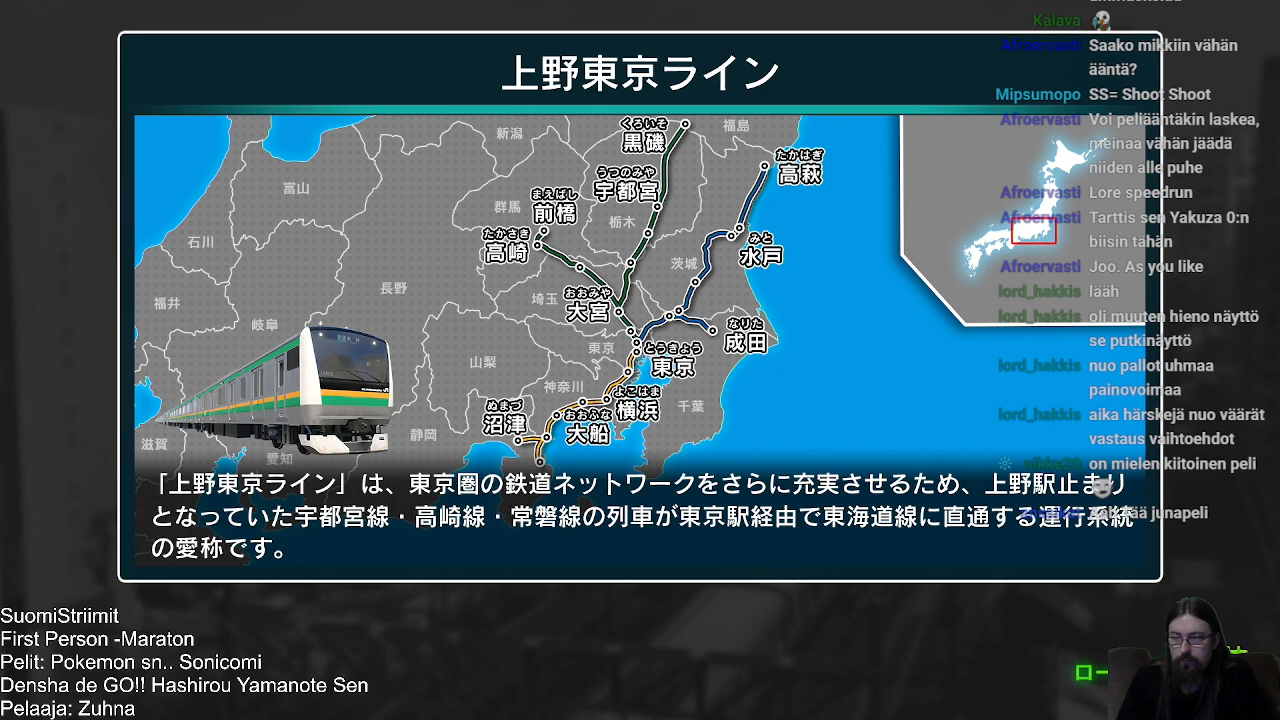 上野東京ライン
くろいそ
黒磯
福島
新潟
たかはぎ
高萩
うつのみや
宇都宮
富山
まえばし
前橋
群馬
栃木
たかさき
高崎
石川
みと
水戸
茨城
長野
おおみや
大宮
埼玉
福井
岐阜
なりた
成田
東京
とうきょう
東京
山梨
神奈川
よこはま
横浜
千葉
ぬまづ
沼津
おおふな
大船
静岡
滋賀
愛知
「上野東京ライン」は、東京圏の鉄道ネットワークをさらに充実させるため、上野駅止まり
となっていた宇都宮線・高崎線・常磐線の列車が東京駅経由で東海道線に直通する運行系統
の愛称です。
Kalava
Afroervasti Saako mikkiin vähän
ääntä?
Mipsumopo SS= Shoot Shoot
Afroervasti Voi peliääntäkin laskea,
meinaa vähän jäädä
niiden alle puhe
Afroervasti Lore speedrun
Afroervasti Tarttis sen Yakuza 0:n
biisin tähän
Afroervasti Joo. As you like
lord_hakkis lääh
lord_hakkis oli muuten hieno näyttö
se putkinäyttö
lord_hakkis nuo pallot uhmaa
painovoimaa
lord_hakkis aika härskejä nuo väärät
vastaus vaihtoehdot
on mielenkiitoinen peli
junapeli
SuomiStriimit
First Person -Maraton
Pelit: Pokemon sn.. Sonicomi
Densha de GO!! Hashirou Yamanote Sen
Pelaaja: Zuhna
ロー